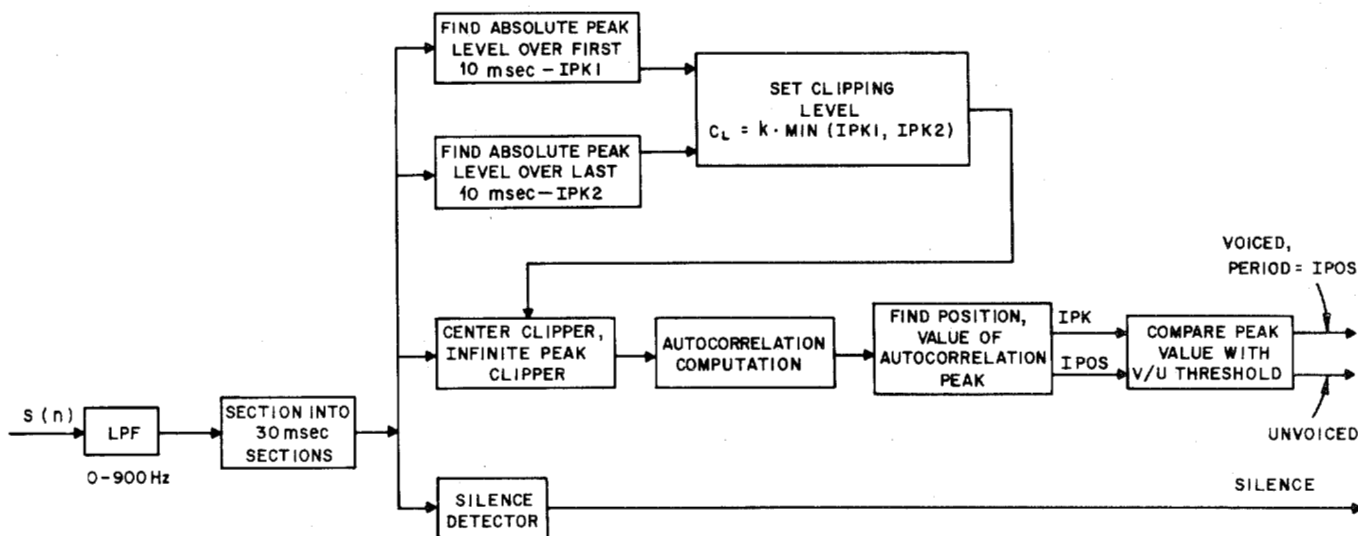 FIND ABSOLUTE PEAK
LEVEL OVER FIRST
10 msec – IPK1
SET CLIPPING
LEVEL
CL = k · MIN (IPK1, IPK2)
FIND ABSOLUTE PEAK
LEVEL OVER LAST
10 msec – IPK2
VOICED,
PERIOD = IPOS
CENTER CLIPPER,
INFINITE PEAK
CLIPPER
AUTOCORRELATION
COMPUTATION
FIND POSITION,
VALUE OF
AUTOCORRELATION
PEAK
IPK
IPOS
COMPARE PEAK
VALUE WITH
V/U THRESHOLD
UNVOICED
S(n)
LPF
0-900 Hz
SECTION INTO
30 msec
SECTIONS
SILENCE
DETECTOR
SILENCE